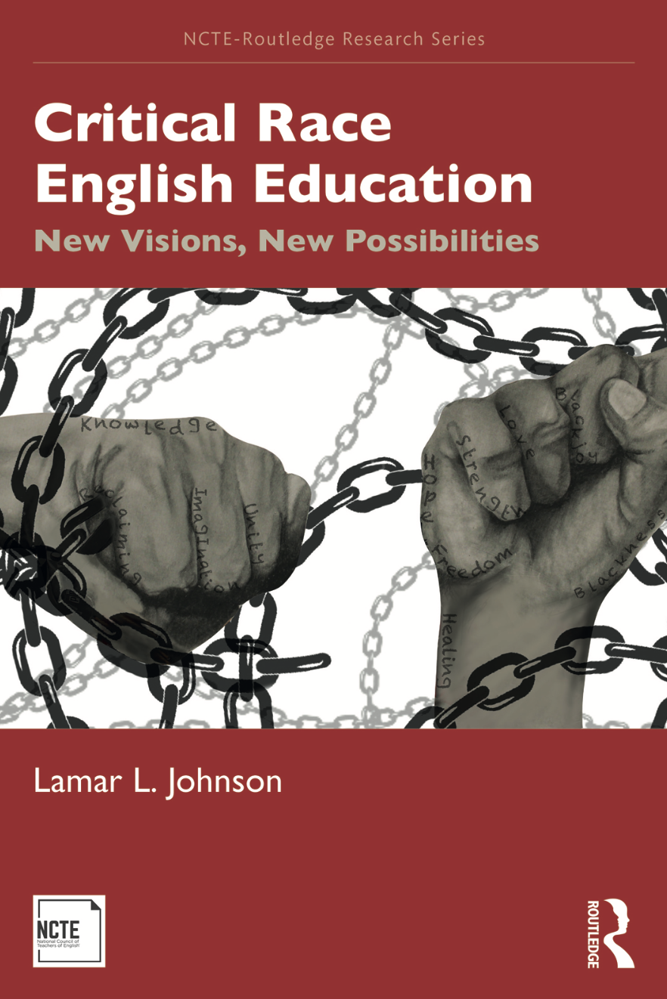 NCTE-Routledge Research Series
Critical Race
English Education
New Visions, New Possibilities
Knowledge
Reclaiming
Imagination
Unity
Hope
Strength
Love
Blackjoy
Freedom
Blackness
Healing
Lamar L. Johnson
NCTE
National Council of
Teachers of English
ROUTLEDGE